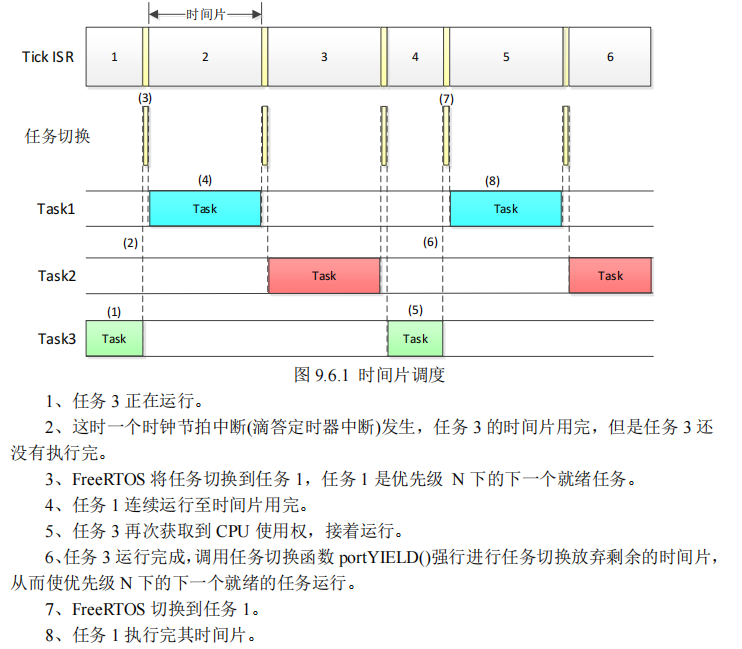 时间片
Tick ISR 1 2 3 4 5 6
(3) (7)
任务切换
(4) (8)
Task1 Task Task
(2) (6)
Task2 Task Task
(1) (5)
Task3 Task Task
图 9.6.1 时间片调度
1、任务 3 正在运行。
2、这时一个时钟节拍中断(滴答定时器中断)发生，任务 3 的时间片用完，但是任务 3 还
没有执行完。
3、FreeRTOS 将任务切换到任务 1，任务 1 是优先级 N 下的下一个就绪任务。
4、任务 1 连续运行至时间片用完。
5、任务 3 再次获取到 CPU 使用权，接着运行。
6、任务 3 运行完成，调用任务切换函数 portYIELD()强行进行任务切换放弃剩余的时间片，
从而使优先级 N 下的下一个就绪的任务运行。
7、FreeRTOS 切换到任务 1。
8、任务 1 执行完其时间片。